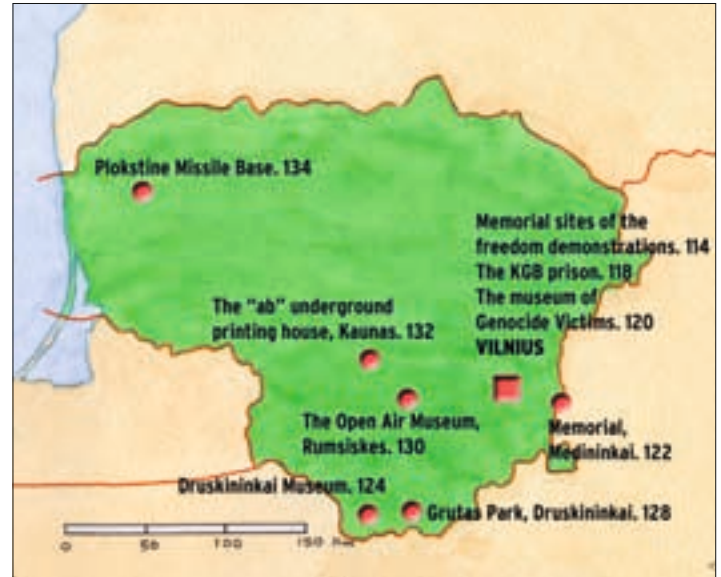 Plokstine Missile Base. 134
Memorial sites of the
freedom demonstrations. 114
The KGB prison. 118
The museum of
Genocide Victims. 120
VILNIUS
The "ab" underground
printing house, Kaunas. 132
The Open Air Museum,
Rumsiskes. 130
Memorial,
Medininkai. 122
Druskininkai Museum. 124
Grutas Park, Druskininkai. 128
0 50 100 150 km